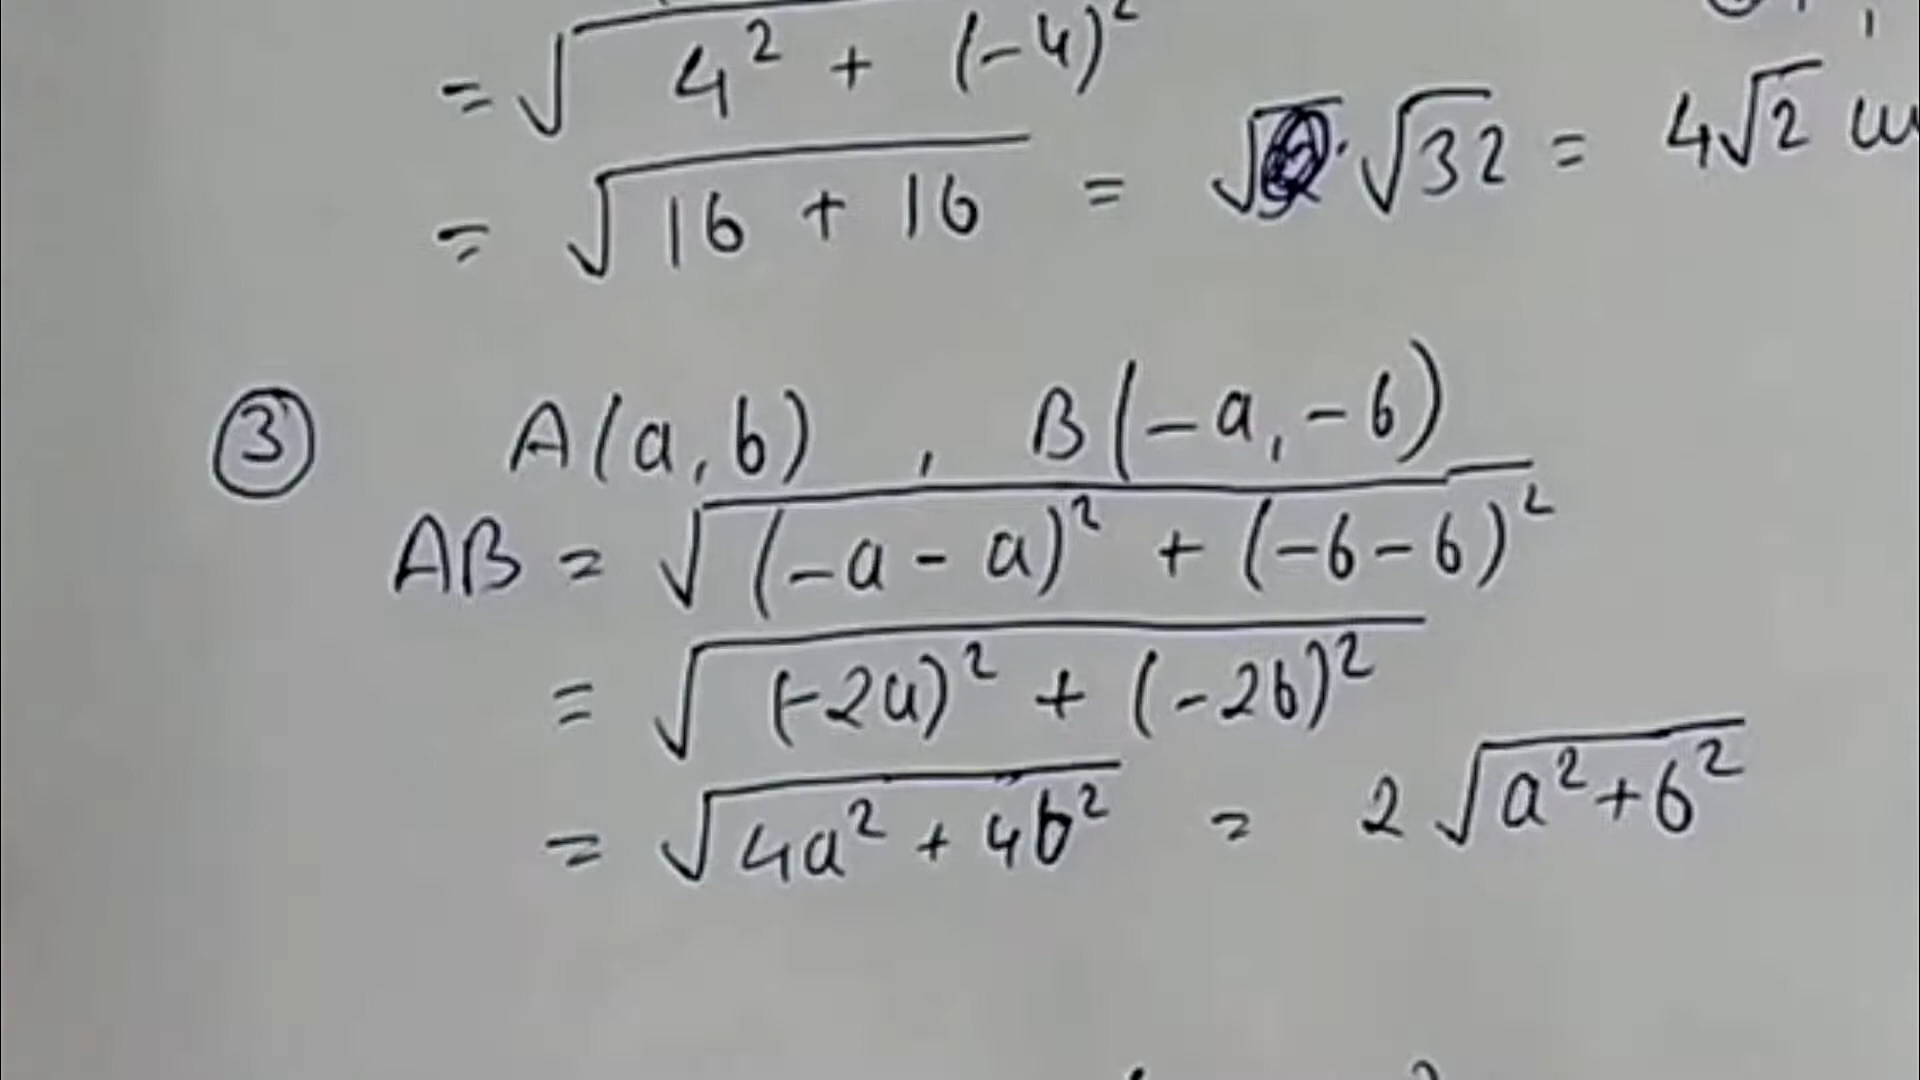 = √4² + (-4)²
= √16 + 16 = √32 = 4√2
③ A(a, b) , B(-a, -b)
AB = √(-a - a)² + (-b - b)²
= √(-2a)² + (-2b)²
= √4a² + 4b² = 2√a² + b²